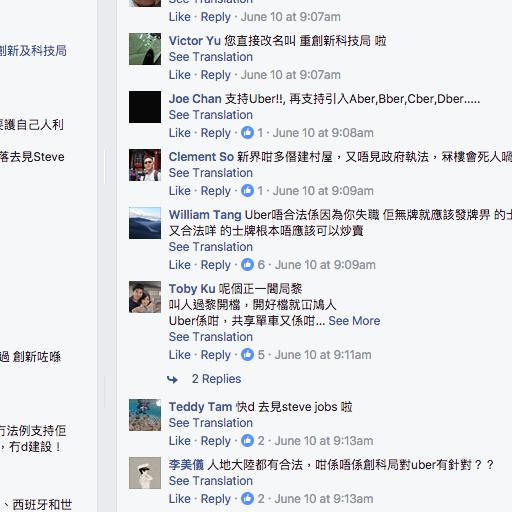 See Translation
Like · Reply · June 10 at 9:07am
Victor Yu 您直接改名叫 重創新科技局 啦
See Translation
Like · Reply · June 10 at 9:07am
Joe Chan 支持Uber!!, 再支持引入Aber,Bber,Cber,Dber.....
See Translation
Like · Reply · 1 · June 10 at 9:08am
Clement So 新界咁多僭建村屋，又唔見政府執法，冧樓會死人喎
See Translation
Like · Reply · 1 · June 10 at 9:09am
William Tang Uber唔合法係因為你失職 佢無牌就應該發牌畀 的士
又合法咩 的士牌根本唔應該可以炒賣
See Translation
Like · Reply · 6 · June 10 at 9:09am
Toby Ku 呢個正一閪局黎
叫人過黎開檔，開好檔就冚鳩人
Uber係咁，共享單車又係咁... See More
See Translation
Like · Reply · 5 · June 10 at 9:11am
2 Replies
Teddy Tam 快d 去見steve jobs 啦
See Translation
Like · Reply · 2 · June 10 at 9:13am
李美儀 人地大陸都有合法，咁係唔係創科局對uber有針對？？
See Translation
Like · Reply · 2 · June 10 at 9:13am
創新及科技局
護自己人利
落去見Steve
過 創新咗喺
冇法例支持佢
，冇d建設！
、西班牙和世